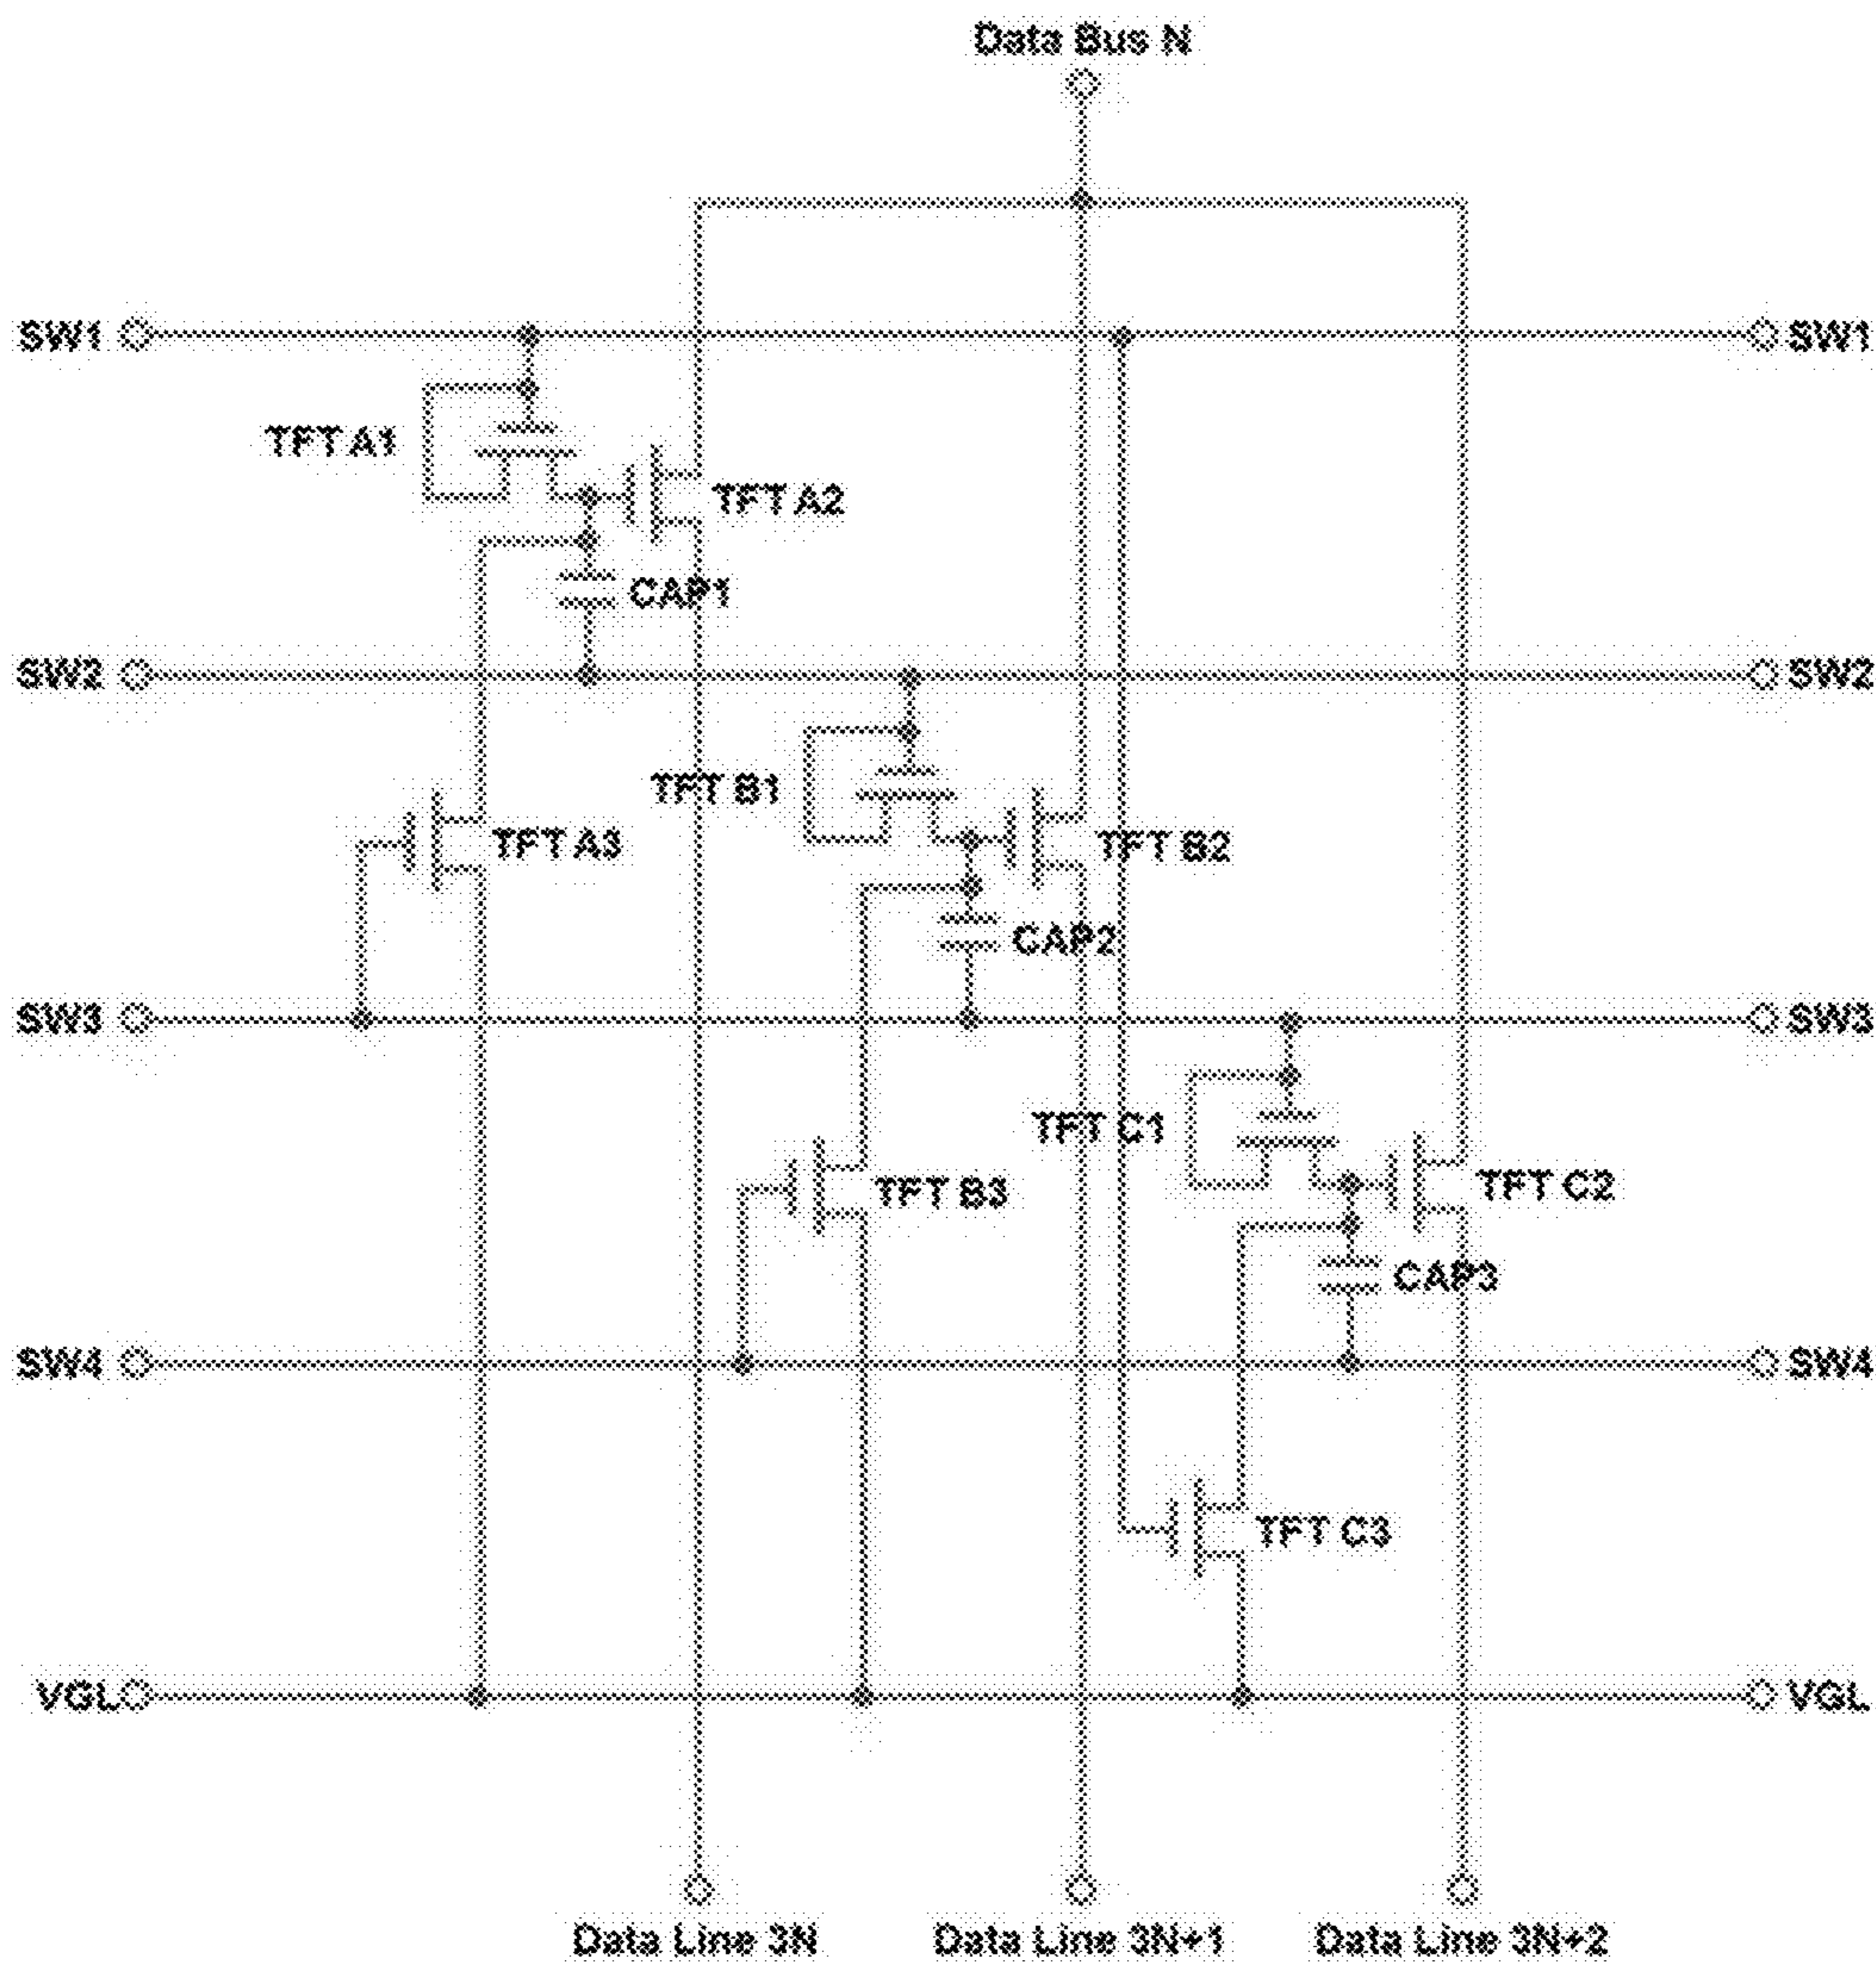 Data Bus N
SW1
SW1
TFT A1
TFT A2
CAP1
SW2
SW2
TFT B1
TFT A3
TFT B2
CAP2
SW3
SW3
TFT C1
TFT B3
TFT C2
CAP3
SW4
SW4
TFT C3
VGL
VGL
Data Line 3N
Data Line 3N+1
Data Line 3N+2